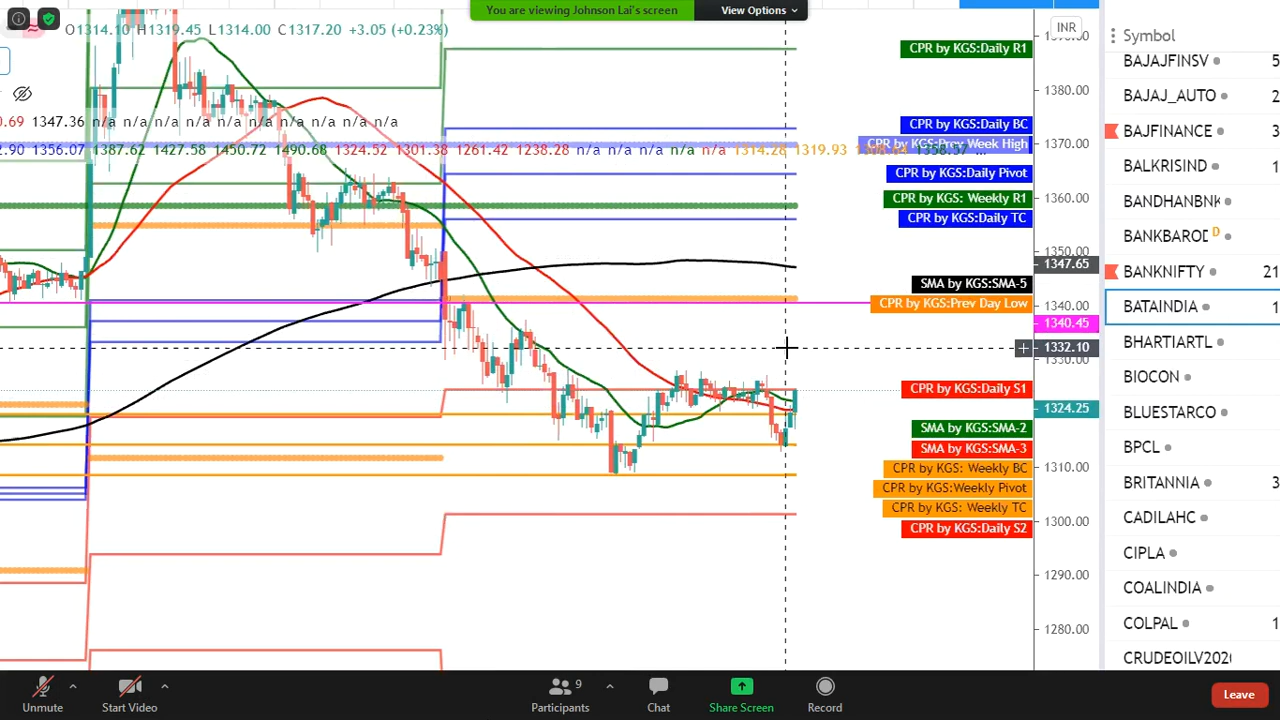 You are viewing Johnson Lai's screen
View Options
O1314.10 H1319.45 L1314.00 C1317.20 +3.05 (+0.23%)
INR
1380.00
1370.00
1360.00
1350.00
1347.65
1340.00
1340.45
1332.10
1330.00
1324.25
1310.00
1300.00
1290.00
1280.00
1347.36 n/a n/a n/a n/a n/a n/a n/a n/a n/a
1356.07 1387.62 1427.58 1450.72 1490.68 1324.52 1301.38 1261.42 1238.28 n/a n/a n/a n/a n/a 1314.28 1319.93
CPR by KGS:Daily R1
CPR by KGS:Daily BC
CPR by KGS:Prev Week High
CPR by KGS:Daily Pivot
CPR by KGS: Weekly R1
CPR by KGS:Daily TC
SMA by KGS:SMA-5
CPR by KGS:Prev Day Low
CPR by KGS:Daily S1
SMA by KGS:SMA-2
SMA by KGS:SMA-3
CPR by KGS: Weekly BC
CPR by KGS:Weekly Pivot
CPR by KGS: Weekly TC
CPR by KGS:Daily S2
Symbol
BAJAJFINSV
BAJAJ_AUTO
BAJFINANCE
BALKRISIND
BANDHANBNK
BANKBAROD D
BANKNIFTY 21
BATAINDIA
BHARTIARTL
BIOCON
BLUESTARCO
BPCL
BRITANNIA
CADILAHC
CIPLA
COALINDIA
COLPAL
CRUDEOILV202
Unmute
Start Video
9
Participants
Chat
Share Screen
Record
Leave